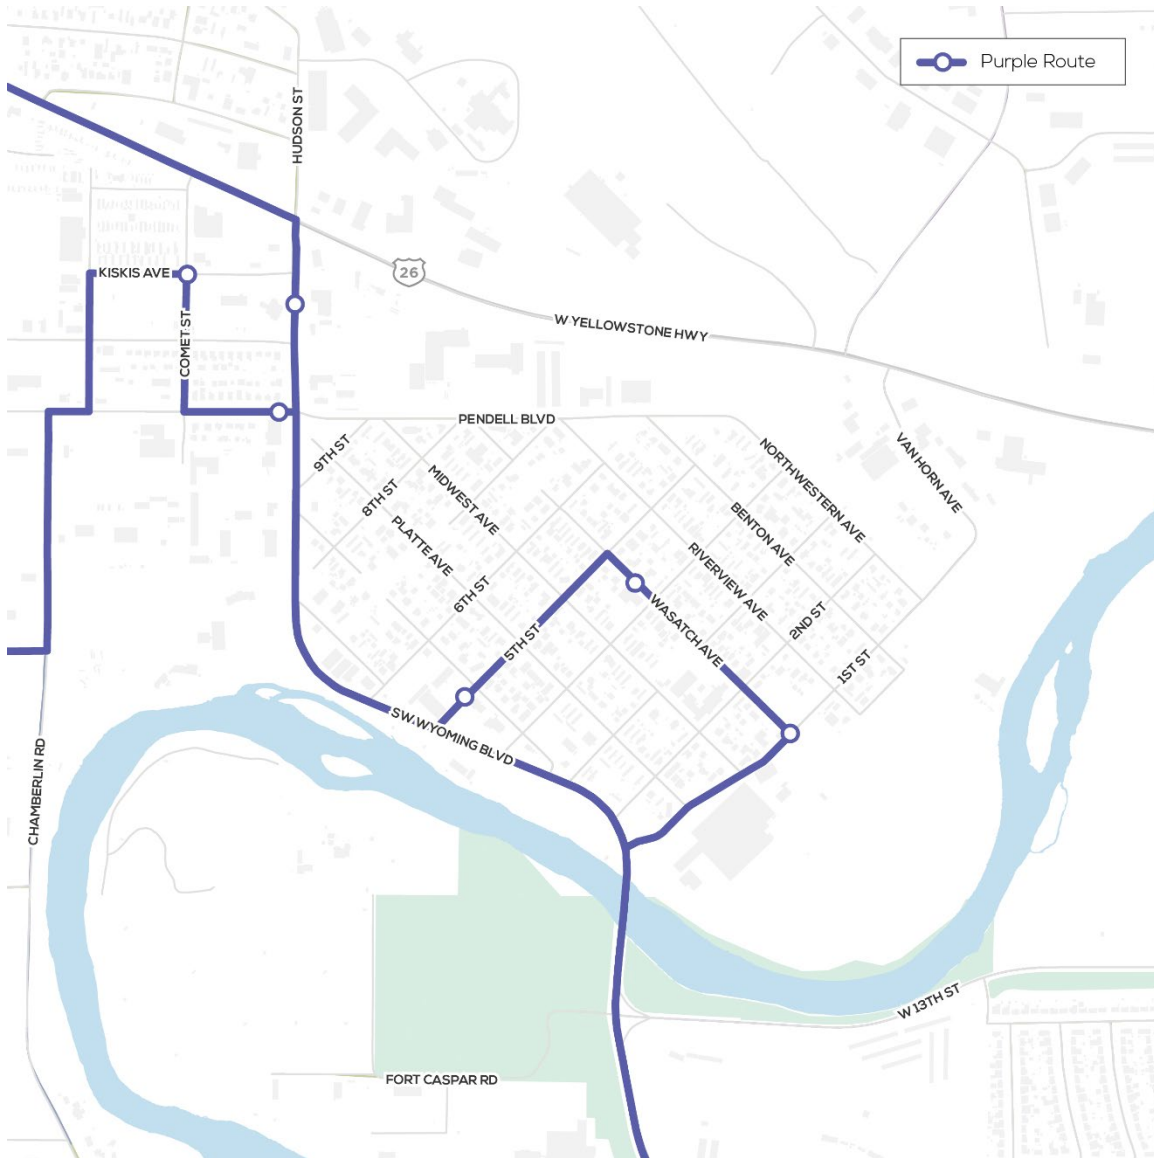 Purple Route
HUDSON ST
KISKIS AVE
26
COMET ST
W YELLOWSTONE HWY
PENDELL BLVD
9TH ST
MIDWEST AVE
8TH ST
PLATTE AVE
6TH ST
5TH ST
NORTHWESTERN AVE
VAN HORN AVE
BENTON AVE
RIVERVIEW AVE
2ND ST
WASATCH AVE
1ST ST
SW WYOMING BLVD
CHAMBERLIN RD
W 13TH ST
FORT CASPAR RD